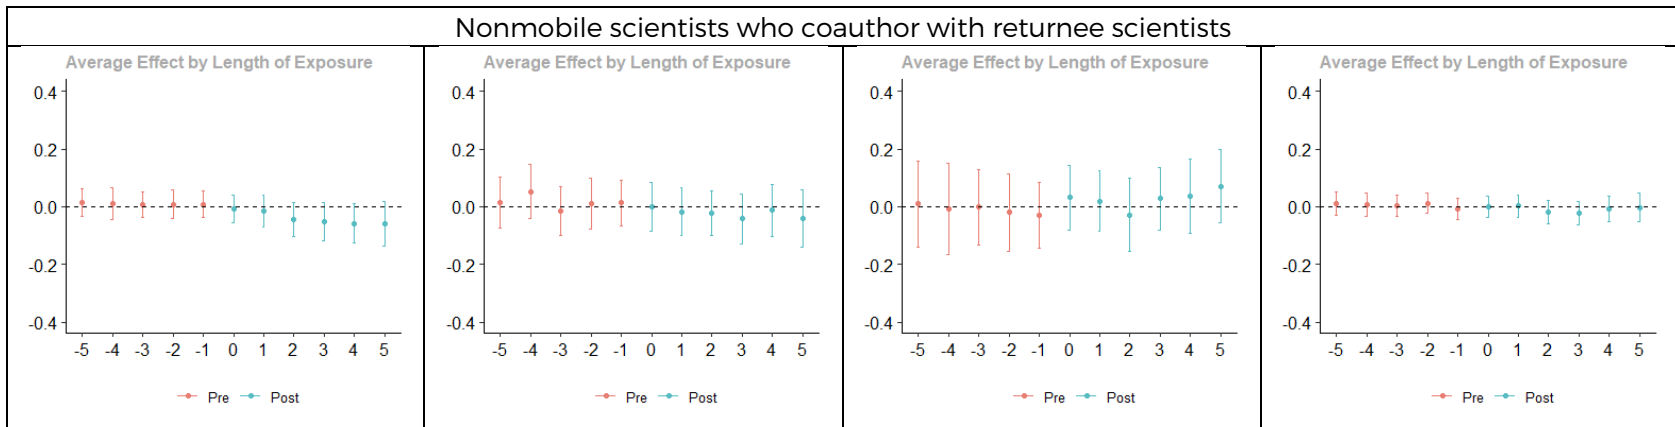 Nonmobile scientists who coauthor with returnee scientists
Average Effect by Length of Exposure
0.4
0.2
0.0
-0.2
-0.4
-5 -4 -3 -2 -1 0 1 2 3 4 5
Pre Post
Average Effect by Length of Exposure
0.4
0.2
0.0
-0.2
-0.4
-5 -4 -3 -2 -1 0 1 2 3 4 5
Pre Post
Average Effect by Length of Exposure
0.4
0.2
0.0
-0.2
-0.4
-5 -4 -3 -2 -1 0 1 2 3 4 5
Pre Post
Average Effect by Length of Exposure
0.4
0.2
0.0
-0.2
-0.4
-5 -4 -3 -2 -1 0 1 2 3 4 5
Pre Post